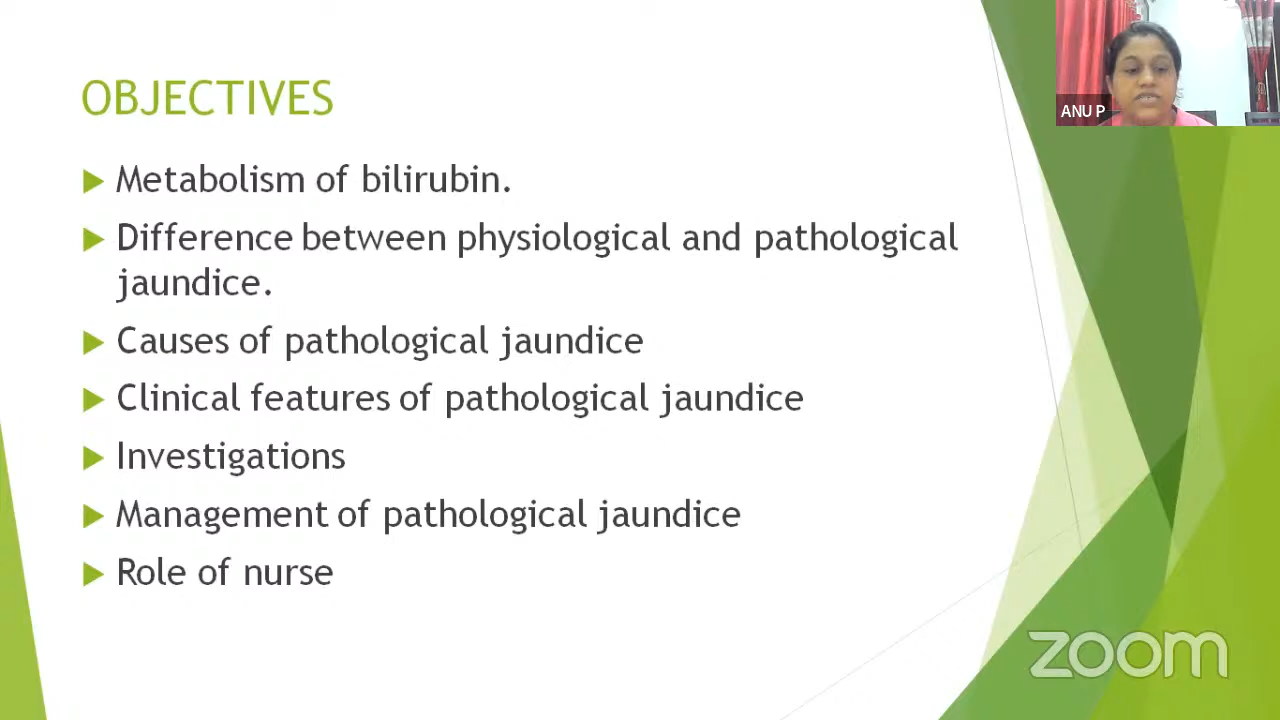 OBJECTIVES
Metabolism of bilirubin.
Difference between physiological and pathological
jaundice.
Causes of pathological jaundice
Clinical features of pathological jaundice
Investigations
Management of pathological jaundice
Role of nurse
ANU P
zoom